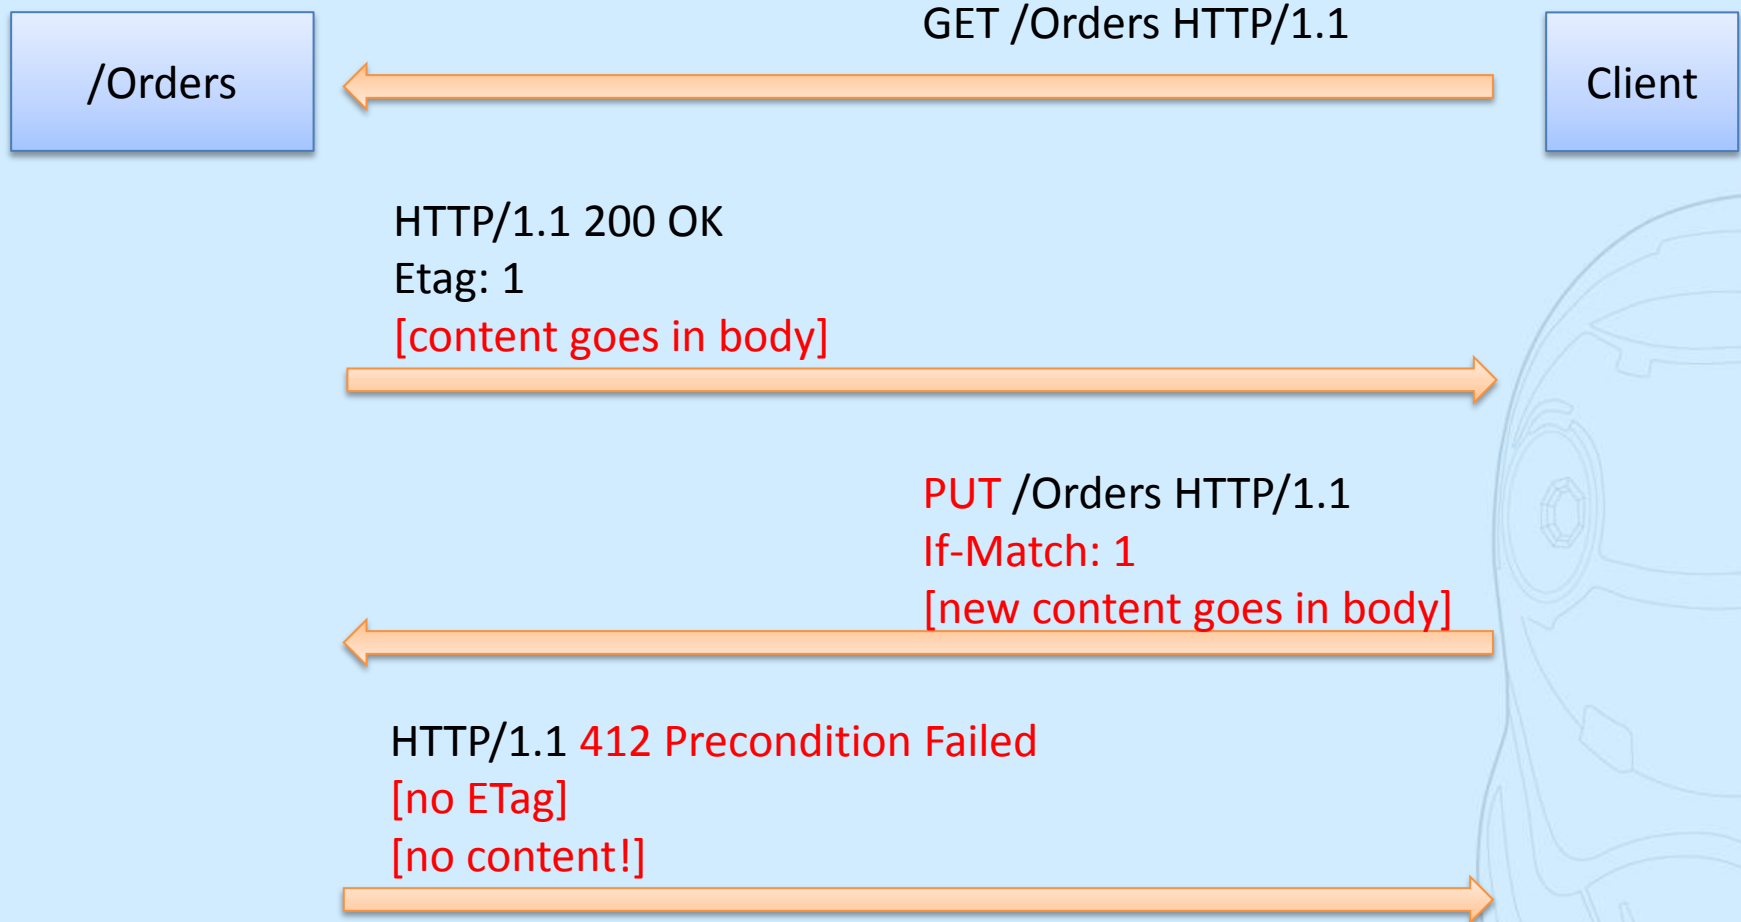 GET /Orders HTTP/1.1
/Orders
Client
HTTP/1.1 200 OK
Etag: 1
[content goes in body]
PUT /Orders HTTP/1.1
If-Match: 1
[new content goes in body]
HTTP/1.1 412 Precondition Failed
[no ETag]
[no content!]